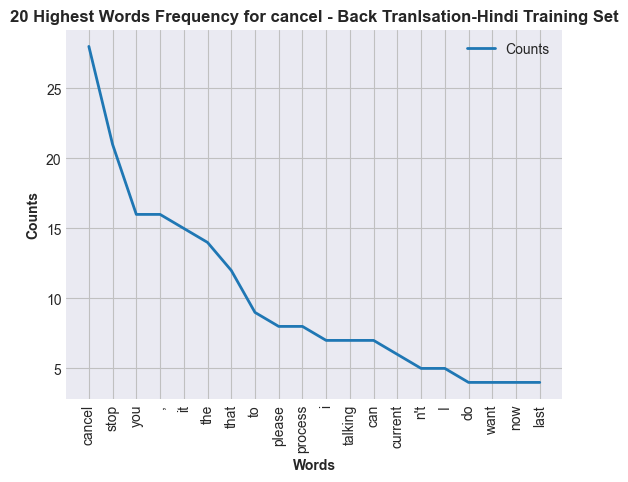 20 Highest Words Frequency for cancel - Back Tranlsation-Hindi Training Set
Counts
25
20
15
10
5
Counts
cancel
stop
you
,
it
the
that
to
please
process
i
talking
can
current
n't
I
do
want
now
last
Words